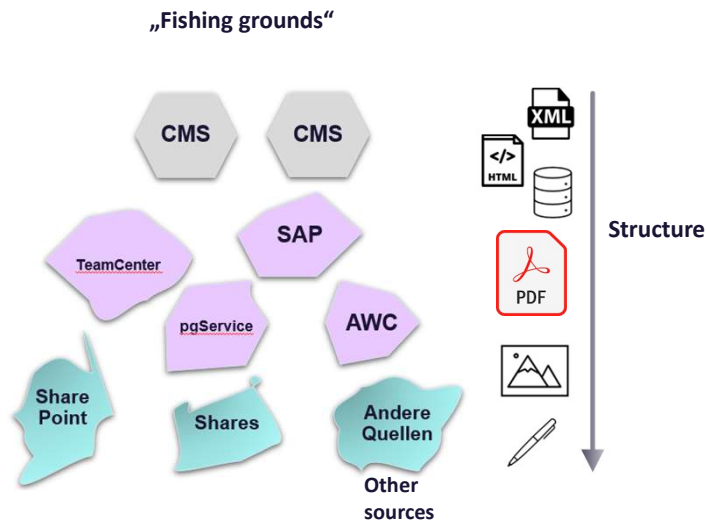 „Fishing grounds“
CMS
CMS
XML
</>
HTML
SAP
Structure
TeamCenter
PDF
pgService
AWC
Share
Point
Shares
Andere
Quellen
Other
sources